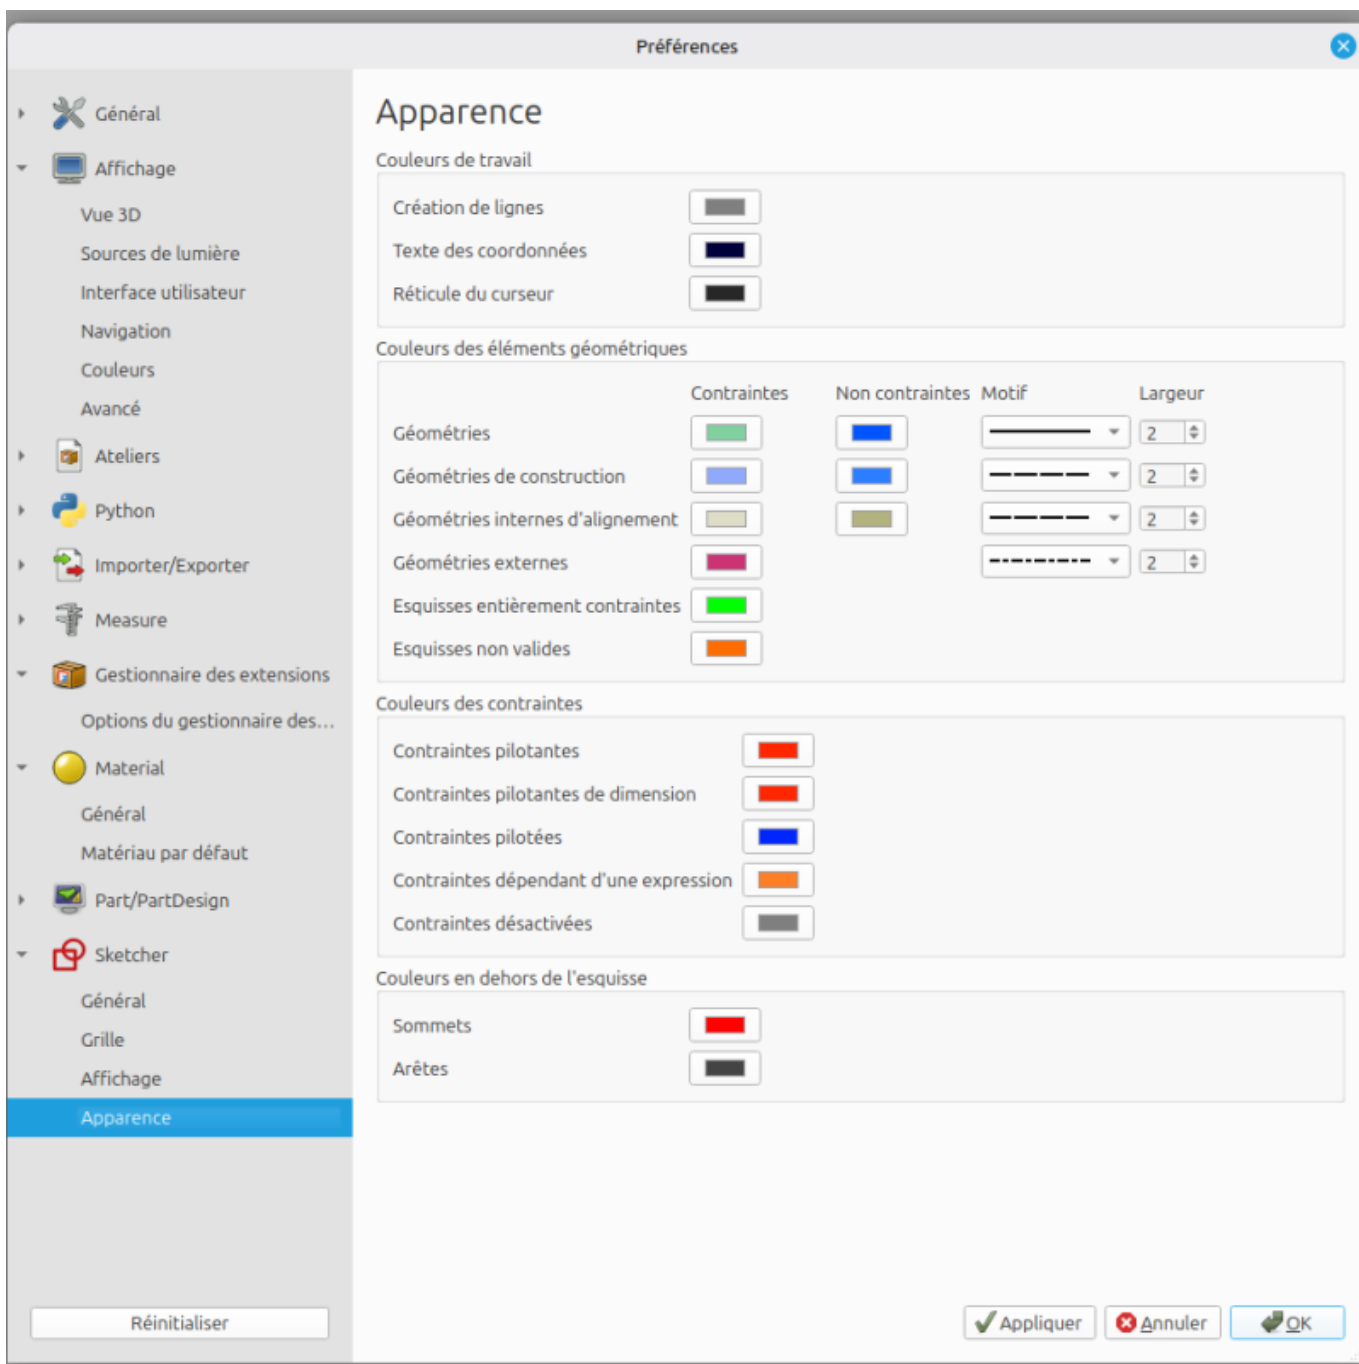 Préférences
Général
Affichage
Vue 3D
Sources de lumière
Interface utilisateur
Navigation
Couleurs
Avancé
Ateliers
Python
Importer/Exporter
Measure
Gestionnaire des extensions
Options du gestionnaire des...
Material
Général
Matériau par défaut
Part/PartDesign
Sketcher
Général
Grille
Affichage
Apparence
Réinitialiser
Apparence
Couleurs de travail
Création de lignes
Texte des coordonnées
Réticule du curseur
Couleurs des éléments géométriques
Contraintes Non contraintes Motif Largeur
Géométries 2
Géométries de construction 2
Géométries internes d'alignement 2
Géométries externes 2
Esquisses entièrement contraintes
Esquisses non valides
Couleurs des contraintes
Contraintes pilotantes
Contraintes pilotantes de dimension
Contraintes pilotées
Contraintes dépendant d'une expression
Contraintes désactivées
Couleurs en dehors de l'esquisse
Sommets
Arêtes
Appliquer Annuler OK